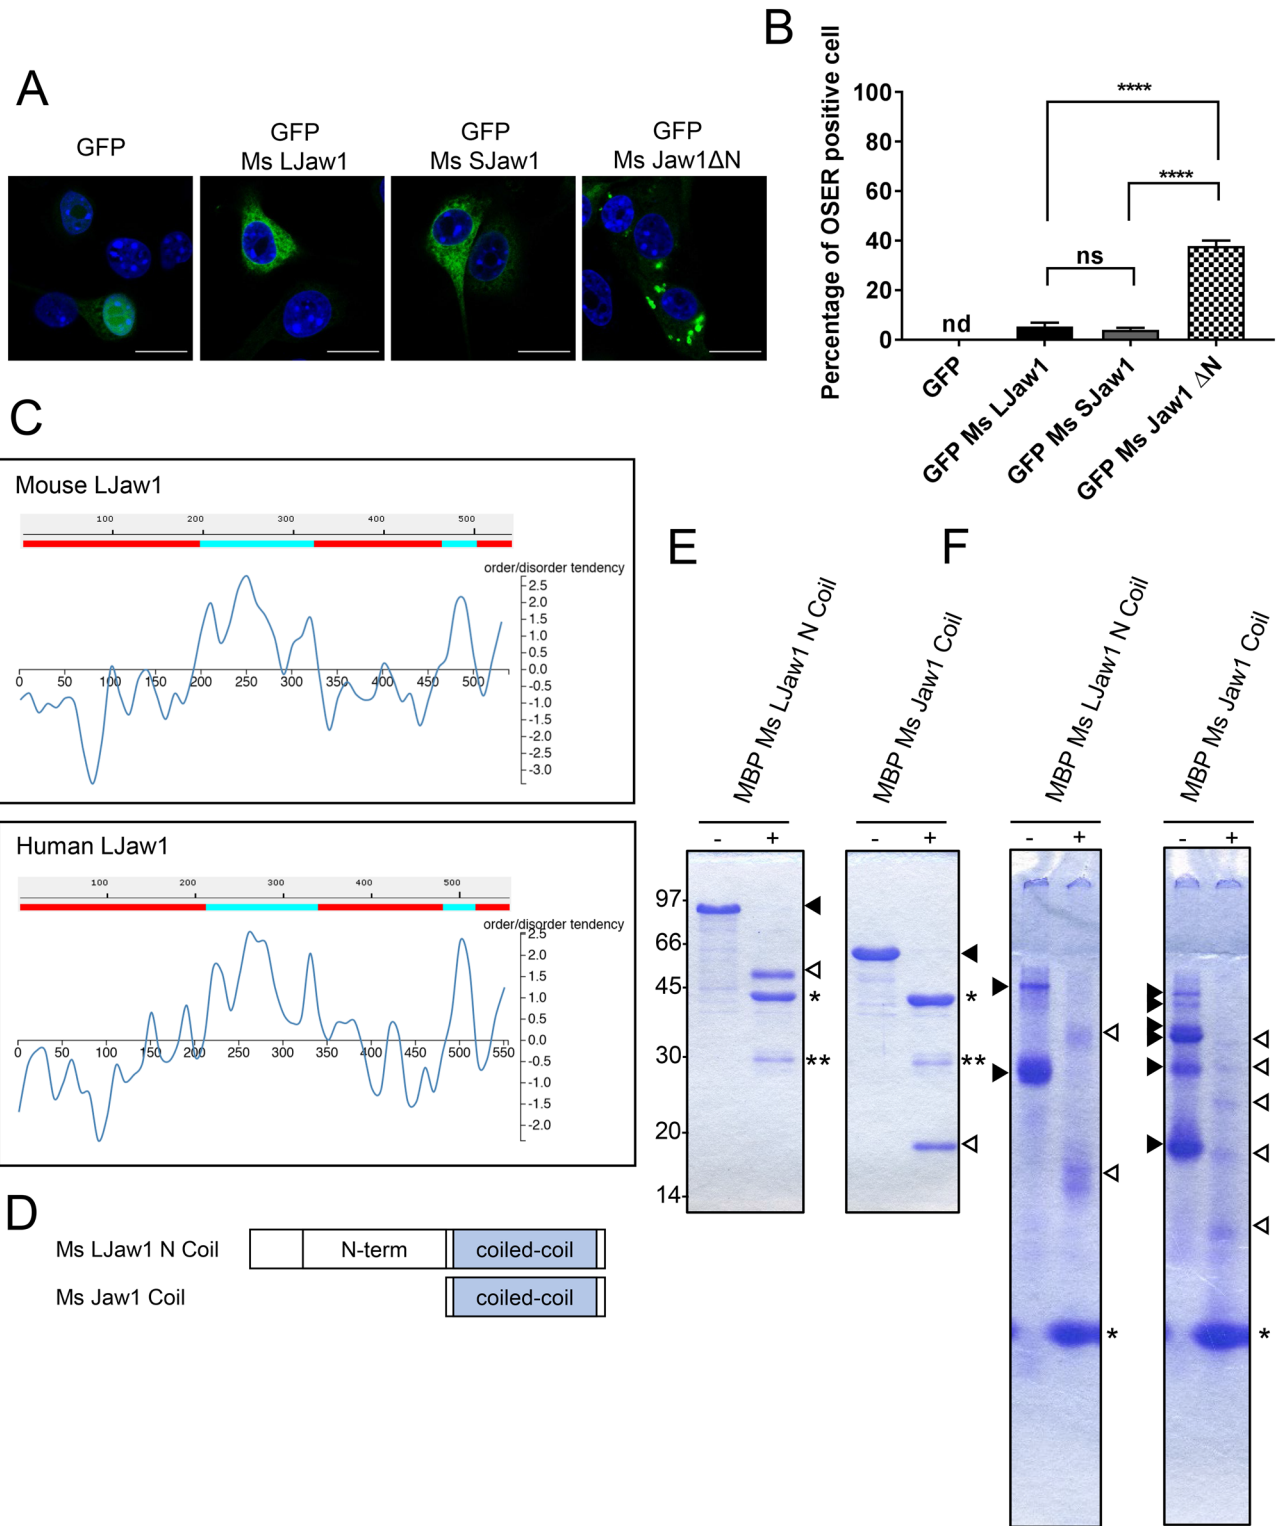 A
GFP
GFP
Ms LJaw1
GFP
Ms SJaw1
GFP
Ms Jaw1ΔN
B
Percentage of OSER positive cell
100
80
60
40
20
0
nd
ns
****
****
GFP
GFP Ms LJaw1
GFP Ms SJaw1
GFP Ms Jaw1 ΔN
C
Mouse LJaw1
100 200 300 400 500
order/disorder tendency
2.5
2.0
1.5
1.0
0.5
0.0
-0.5
-1.0
-1.5
-2.0
-2.5
-3.0
0 50 100 150 200 250 300 350 400 450 500
Human LJaw1
100 200 300 400 500
order/disorder tendency
2.5
2.0
1.5
1.0
0.5
0.0
-0.5
-1.0
-1.5
-2.0
0 50 100 150 200 250 300 350 400 450 500 550
D
Ms LJaw1 N Coil
N-term
coiled-coil
Ms Jaw1 Coil
coiled-coil
E
MBP Ms LJaw1 N Coil
MBP Ms Jaw1 Coil
- +
- +
97
66
45
30
20
14
*
**
*
**
F
MBP Ms LJaw1 N Coil
MBP Ms Jaw1 Coil
- +
- +
*
*